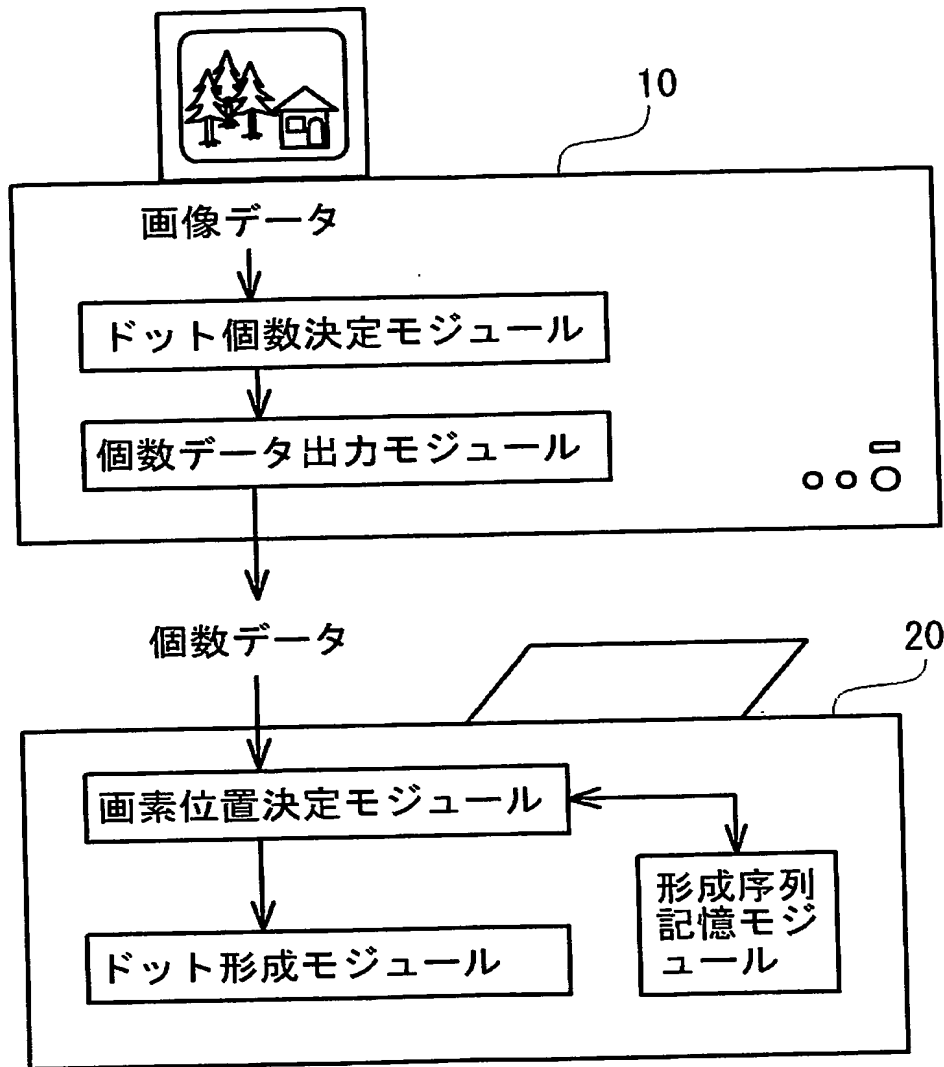 10
画像データ
ドット個数決定モジュール
個数データ出力モジュール
個数データ
20
画素位置決定モジュール
形成序列
記憶モジ
ュール
ドット形成モジュール